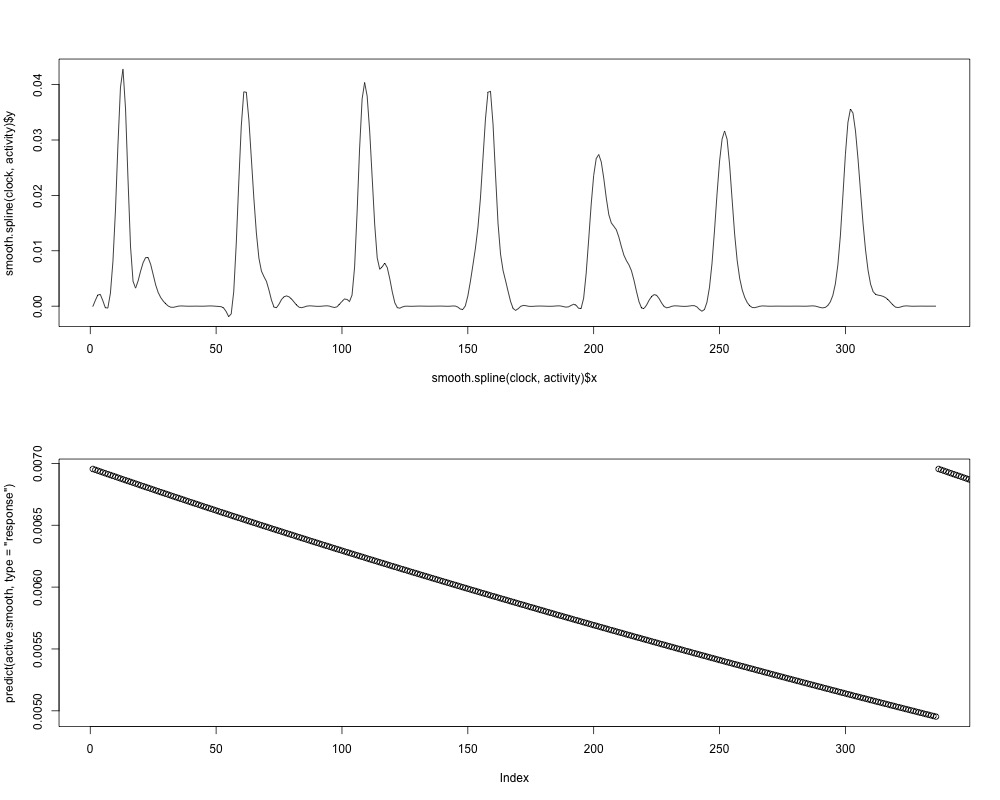 smooth.spline(clock, activity)$y
0.00 0.01 0.02 0.03 0.04
0 50 100 150 200 250 300
smooth.spline(clock, activity)$x
predict(active.smooth, type = "response")
0.0050 0.0055 0.0060 0.0065 0.0070
0 50 100 150 200 250 300
Index